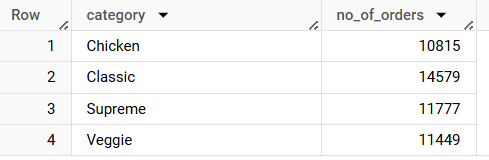 Row category no_of_orders
1 Chicken 10815
2 Classic 14579
3 Supreme 11777
4 Veggie 11449